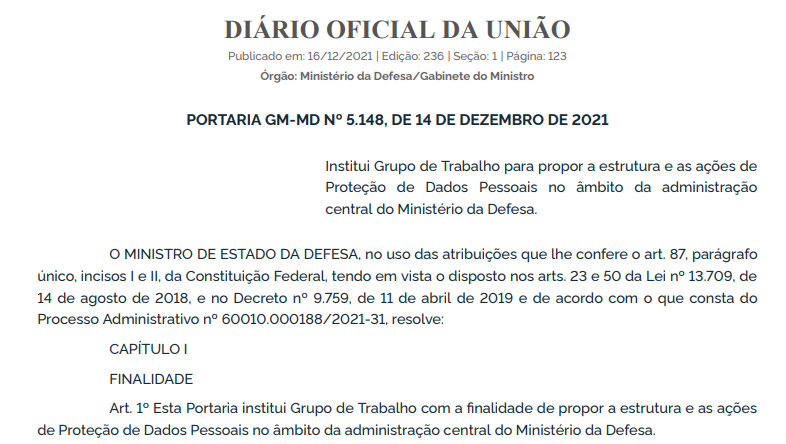 DIÁRIO OFICIAL DA UNIÃO
Publicado em: 16/12/2021 | Edição: 236 | Seção: 1 | Página: 123
Órgão: Ministério da Defesa/Gabinete do Ministro
PORTARIA GM-MD Nº 5.148, DE 14 DE DEZEMBRO DE 2021
Institui Grupo de Trabalho para propor a estrutura e as ações de
Proteção de Dados Pessoais no âmbito da administração
central do Ministério da Defesa.
O MINISTRO DE ESTADO DA DEFESA, no uso das atribuições que lhe confere o art. 87, parágrafo
único, incisos I e II, da Constituição Federal, tendo em vista o disposto nos arts. 23 e 50 da Lei nº 13.709, de
14 de agosto de 2018, e no Decreto nº 9.759, de 11 de abril de 2019 e de acordo com o que consta do
Processo Administrativo nº 60010.000188/2021-31, resolve:
CAPÍTULO I
FINALIDADE
Art. 1º Esta Portaria institui Grupo de Trabalho com a finalidade de propor a estrutura e as ações
de Proteção de Dados Pessoais no âmbito da administração central do Ministério da Defesa.